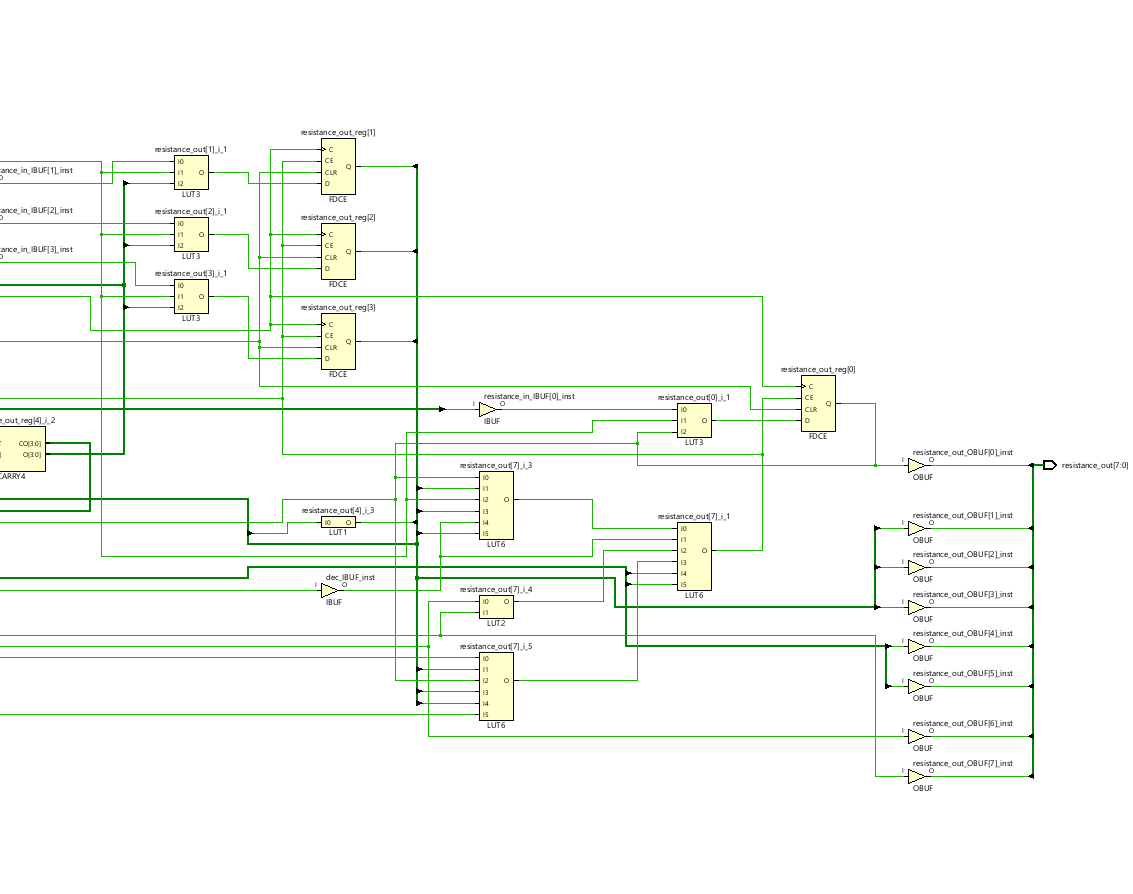 resistance_out_reg[1]
C
CE
CLR
D
Q
FDCE
resistance_out[1]_i_1
I0
I1
I2
O
LUT3
tance_in_IBUF[1]_inst
O
resistance_out_reg[2]
C
CE
CLR
D
Q
FDCE
tance_in_IBUF[2]_inst
O
resistance_out[2]_i_1
I0
I1
I2
O
LUT3
tance_in_IBUF[3]_inst
O
resistance_out[3]_i_1
I0
I1
I2
O
LUT3
resistance_out_reg[3]
C
CE
CLR
D
Q
FDCE
resistance_out_reg[0]
C
CE
CLR
D
Q
FDCE
resistance_in_IBUF[0]_inst
I
O
IBUF
resistance_out[0]_i_1
I0
I1
I2
O
LUT3
e_out_reg[4]_i_2
CO[3:0]
O[3:0]
CARRY4
resistance_out_OBUF[0]_inst
I
O
OBUF
resistance_out[7:0]
resistance_out[7]_i_3
I0
I1
I2
I3
I4
I5
O
LUT6
resistance_out[4]_i_3
I0
O
LUT1
resistance_out[7]_i_1
I0
I1
I2
I3
I4
I5
O
LUT6
resistance_out_OBUF[1]_inst
I
O
OBUF
resistance_out_OBUF[2]_inst
I
O
OBUF
dec_IBUF_inst
I
O
IBUF
resistance_out[7]_i_4
I0
I1
O
LUT2
resistance_out_OBUF[3]_inst
I
O
OBUF
resistance_out_OBUF[4]_inst
I
O
OBUF
resistance_out[7]_i_5
I0
I1
I2
I3
I4
I5
O
LUT6
resistance_out_OBUF[5]_inst
I
O
OBUF
resistance_out_OBUF[6]_inst
I
O
OBUF
resistance_out_OBUF[7]_inst
I
O
OBUF